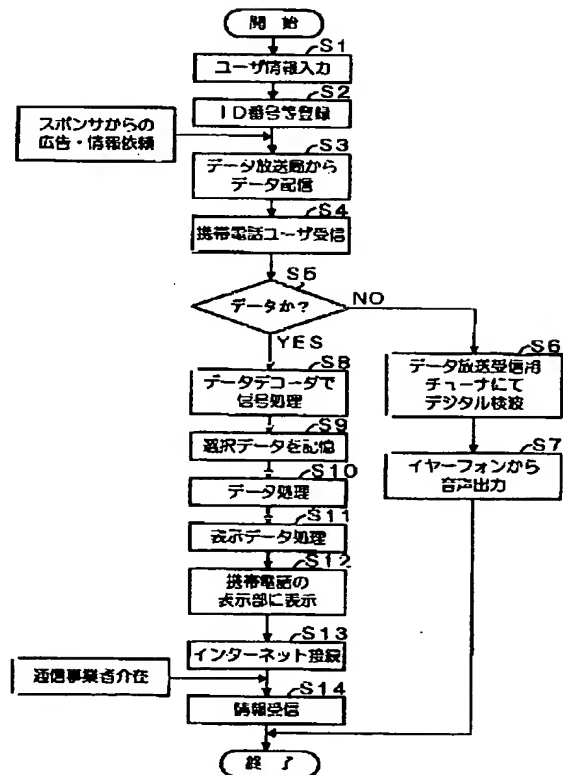 開 始
S1
ユーザ情報入力
S2
ID番号等登録
スポンサからの
広告・情報依頼
S3
データ放送局から
データ配信
S4
携帯電話ユーザ受信
S5
データか?
NO
YES
S6
データ放送受信用
チューナにて
デジタル検波
S7
イヤーフォンから
音声出力
S8
データデコーダで
信号処理
S9
選択データを記憶
S10
データ処理
S11
表示データ処理
S12
携帯電話の
表示部に表示
S13
インターネット接続
通信事業者介在
S14
情報受信
終 了